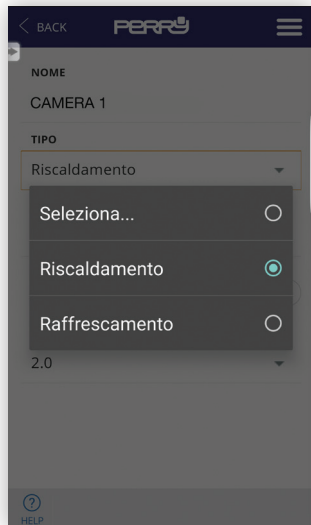 BACK PERRY
NOME
CAMERA 1
TIPO
Riscaldamento
Seleziona...
Riscaldamento
Raffrescamento
2.0
HELP